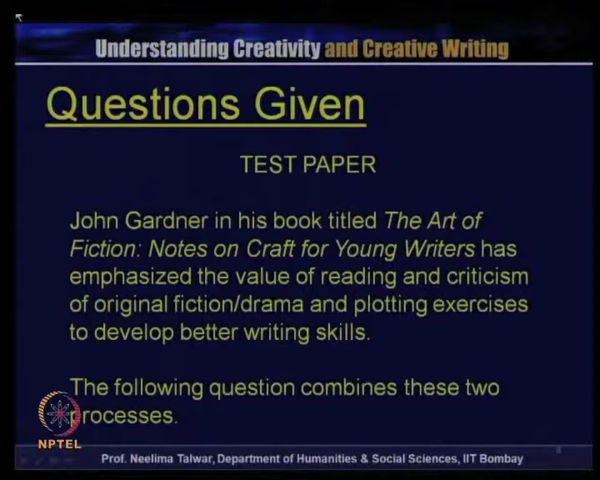 Understanding Creativity and Creative Writing
Questions Given
TEST PAPER
John Gardner in his book titled The Art of
Fiction: Notes on Craft for Young Writers has
emphasized the value of reading and criticism
of original fiction/drama and plotting exercises
to develop better writing skills.
The following question combines these two
processes.
NPTEL
Prof. Neelima Talwar, Department of Humanities & Social Sciences, IIT Bombay